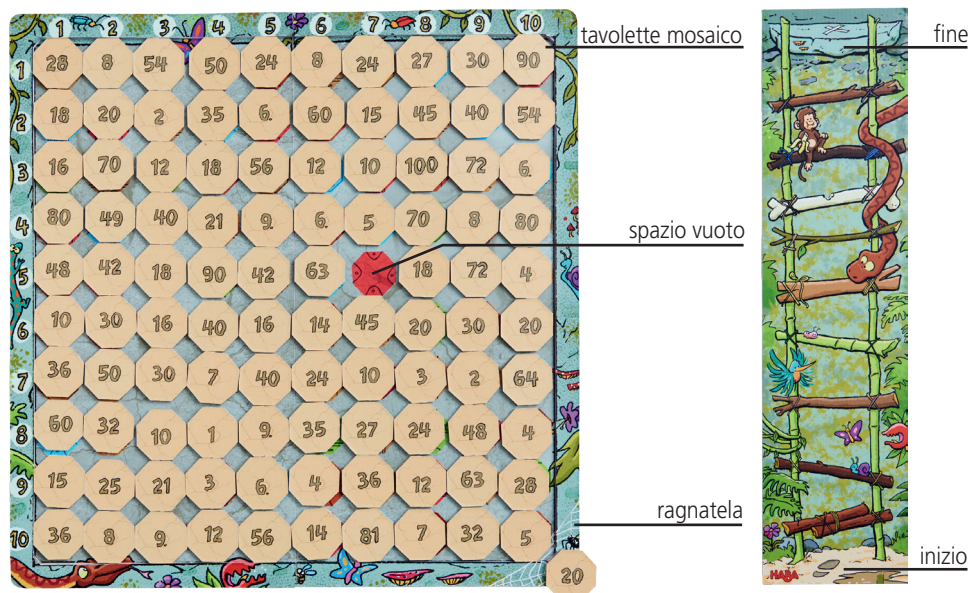 1 2 3 4 5 6 7 8 9 10
tavolette mosaico
fine
1 28 8 54 50 24 8 24 27 30 90
2 18 20 2 35 6. 60 15 45 40 54
3 16 70 12 18 56 12 10 100 72 6.
4 80 49 40 21 9. 6. 5 70 8 80
spazio vuoto
5 48 42 18 90 42 63 18 72 4
6 10 30 16 40 16 14 45 20 30 20
7 36 50 30 7 40 24 10 3 2 64
8 60 32 10 1 9. 35 27 24 48 4
9 15 25 21 3 6. 4 36 12 63 28
ragnatela
10 36 8 9. 12 56 14 81 7 32 5
inizio
20
HABA